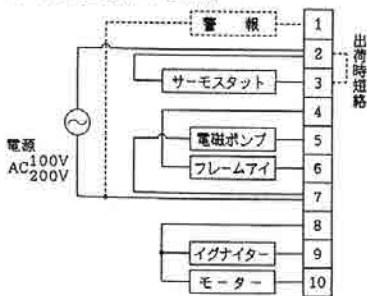 警報
1
2
3
4
5
6
7
8
9
10
出荷時短絡
サーモスタット
電磁ポンプ
フレームアイ
電源
AC100V
200V
イグナイター
モーター